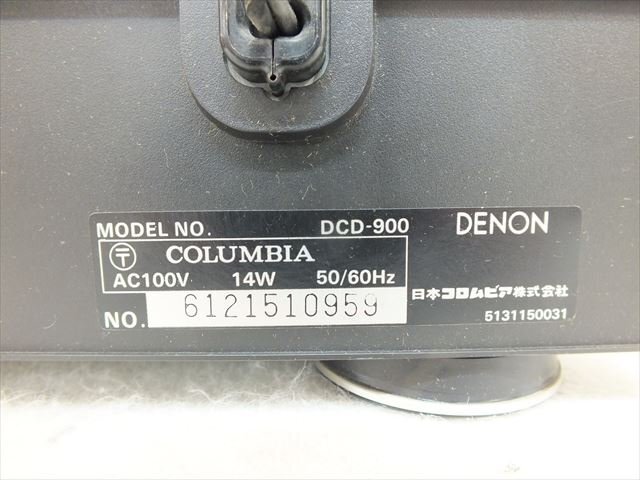 MODEL NO. DCD-900 DENON
〒 COLUMBIA
AC100V 14W 50/60Hz
日本コロムビア株式会社
NO. 6121510959
5131150031